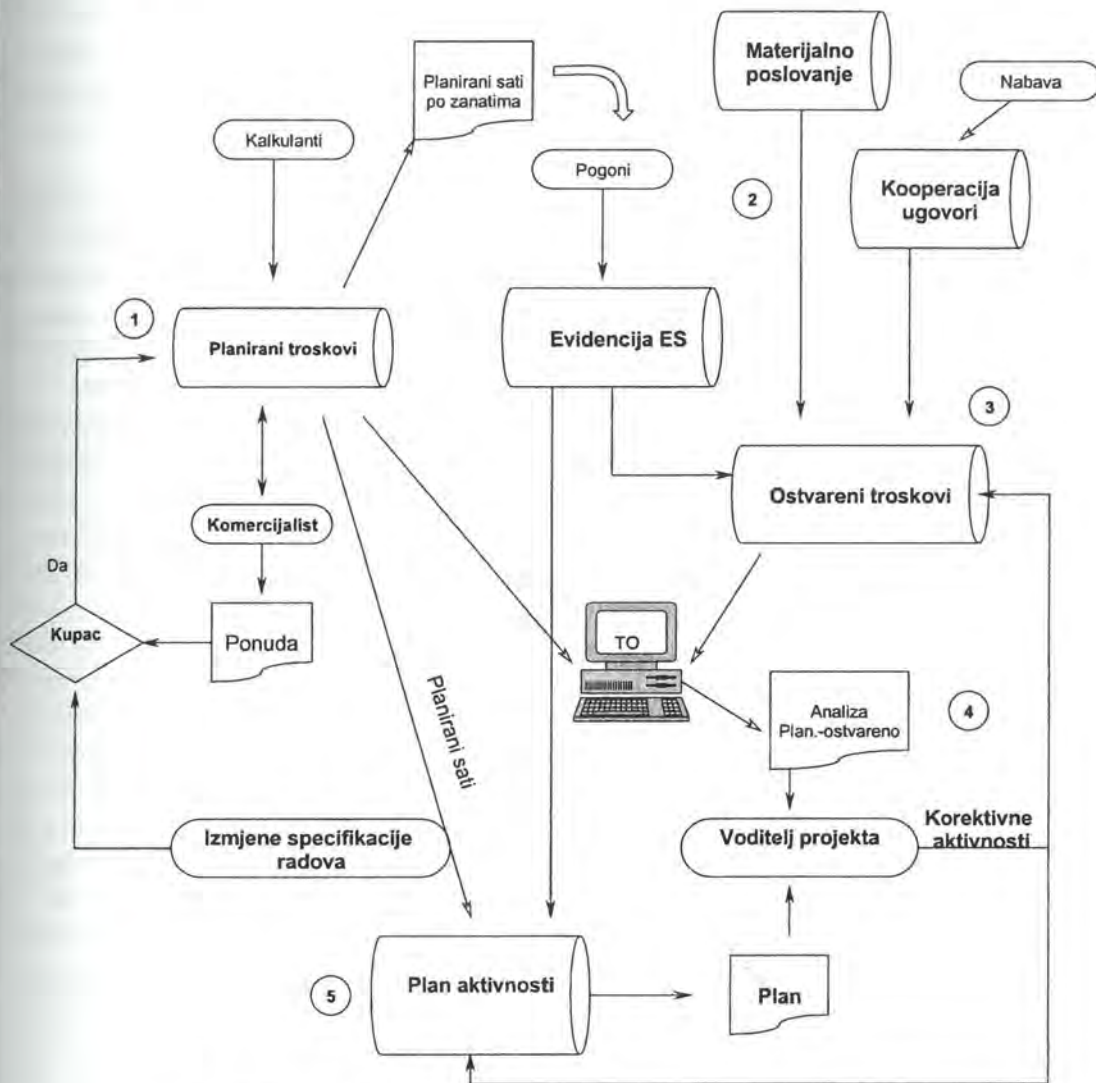 Planirani sati
po zanatima
Materijalno
poslovanje
Nabava
Kalkulanti
Pogoni
Kooperacija
ugovori
2
1
Planirani troskovi
Evidencija ES
3
Ostvareni troskovi
Komercijalist
Da
Kupac
Ponuda
TO
Planirani sati
Analiza
Plan.-ostvareno
4
Izmjene specifikacije
radova
Voditelj projekta
Korektivne
aktivnosti
5
Plan aktivnosti
Plan